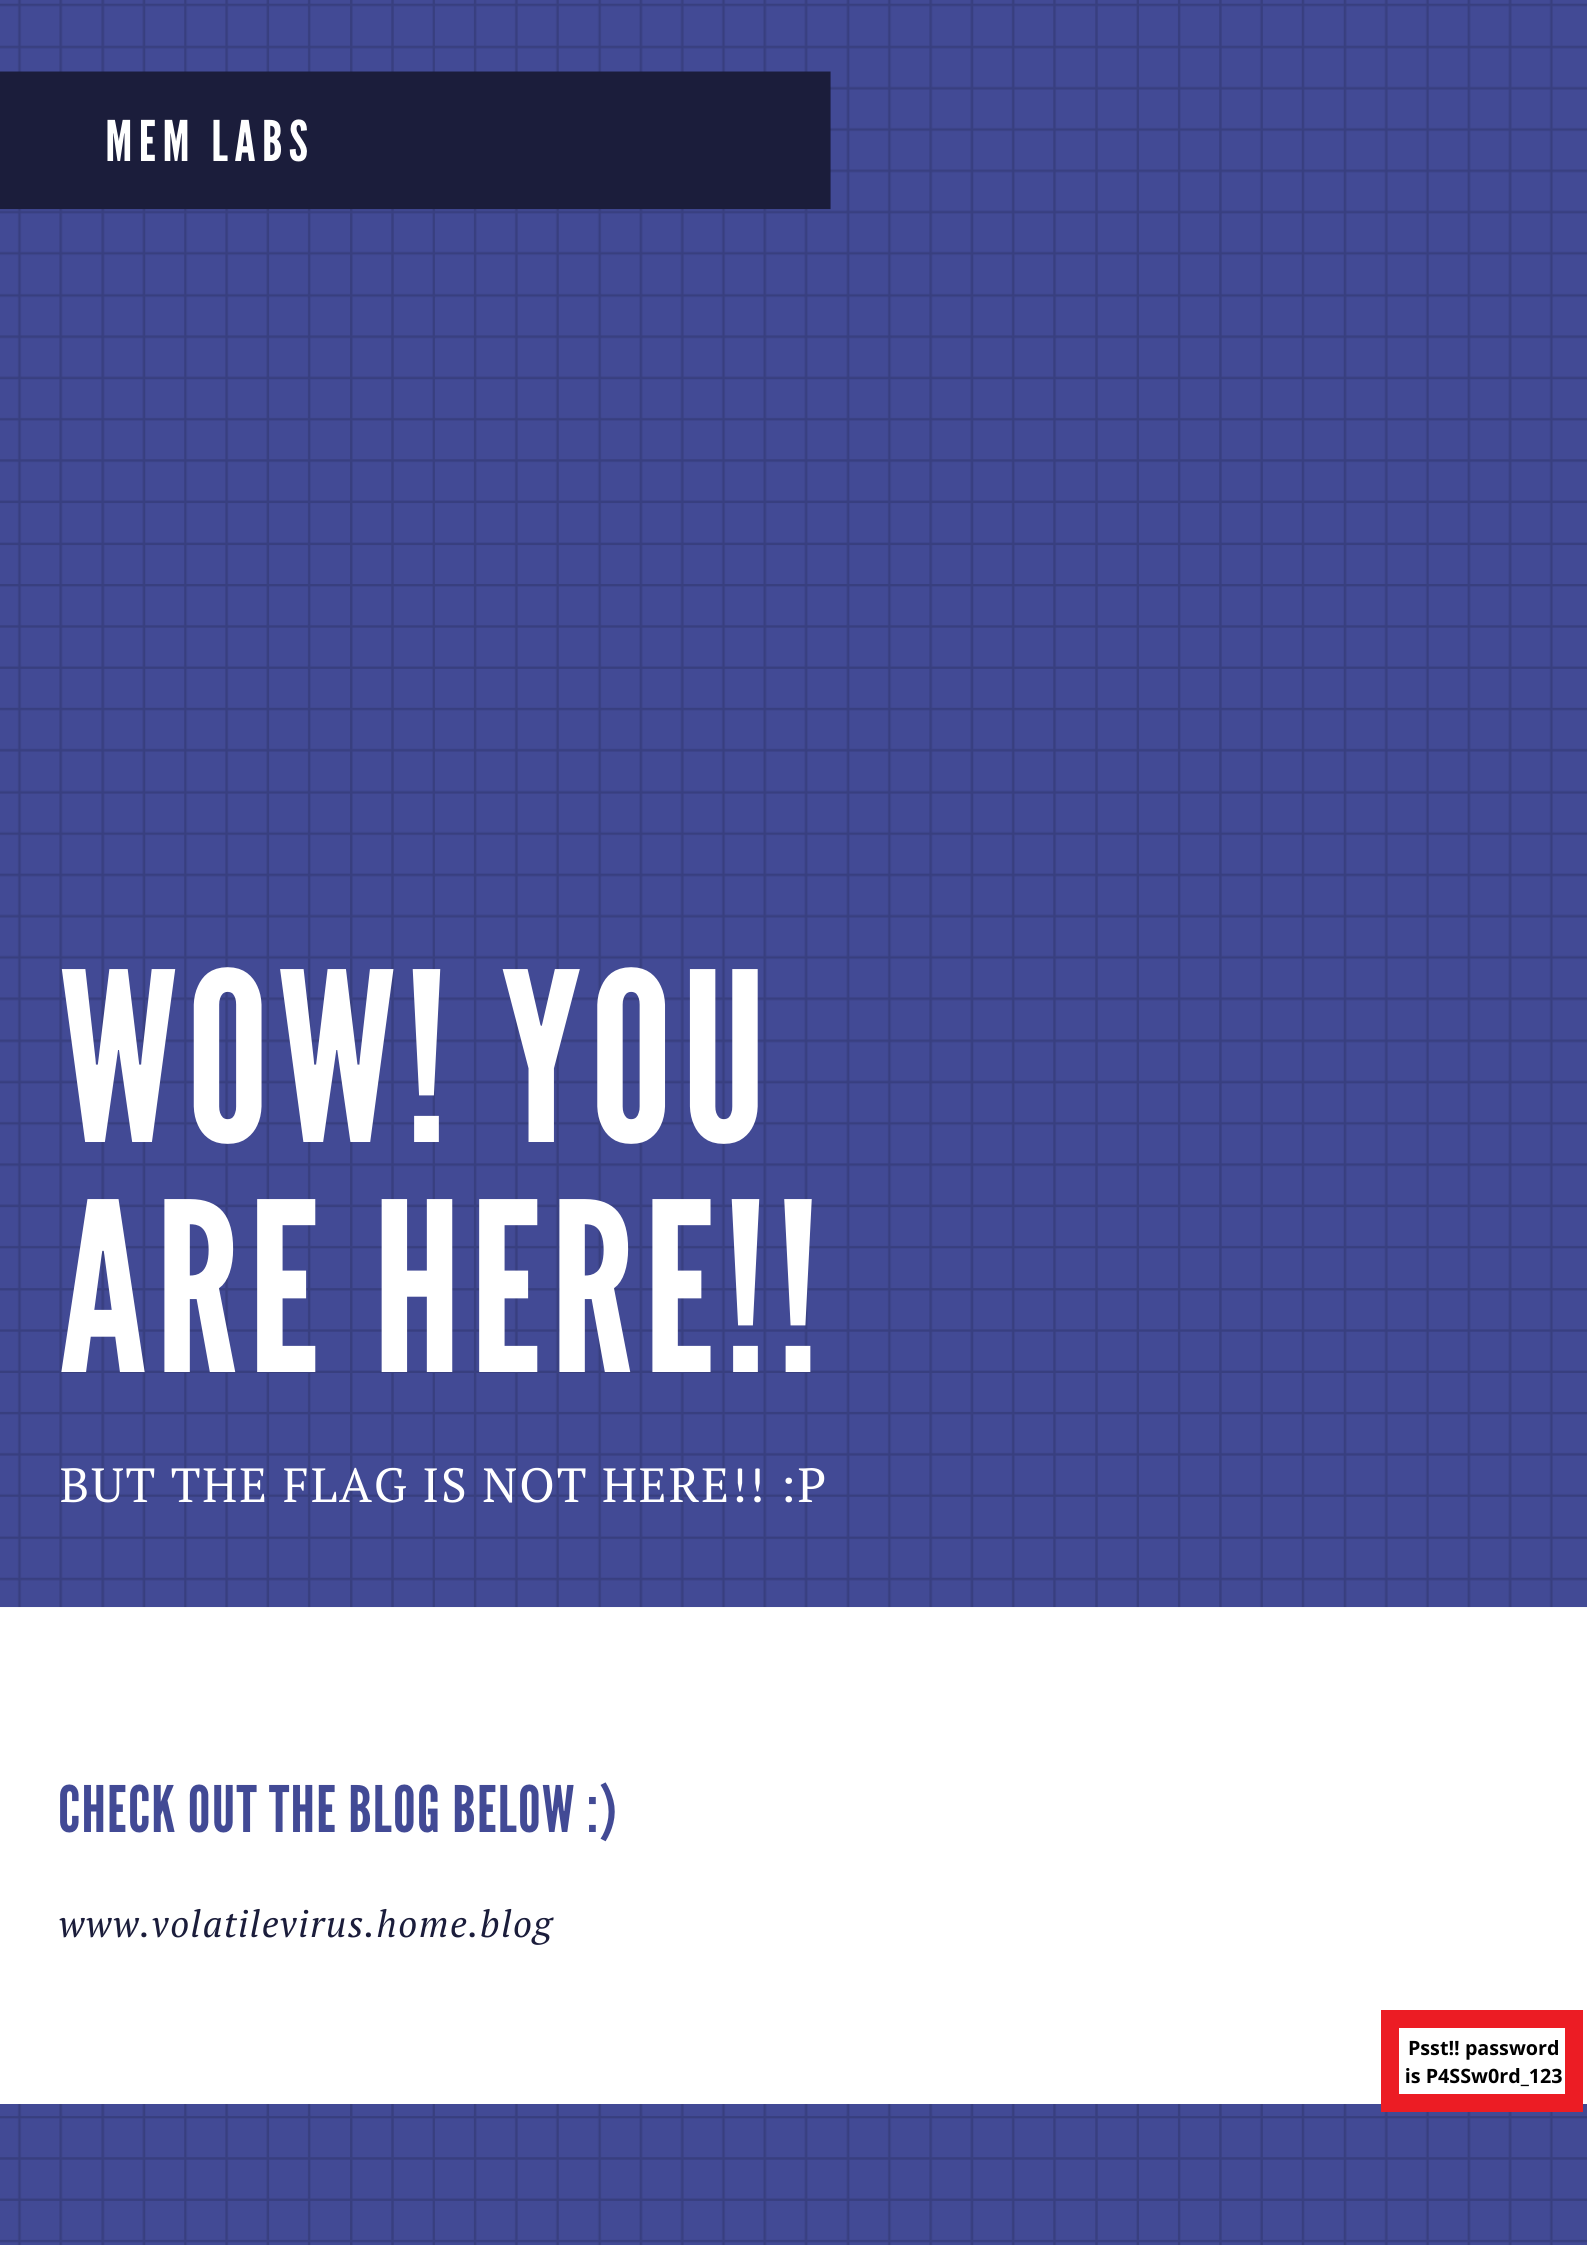 MEM LABS
WOW! YOU
ARE HERE!!
BUT THE FLAG IS NOT HERE!! :P
CHECK OUT THE BLOG BELOW :)
www.volatilevirus.home.blog
Psst!! password
is P4SSw0rd_123